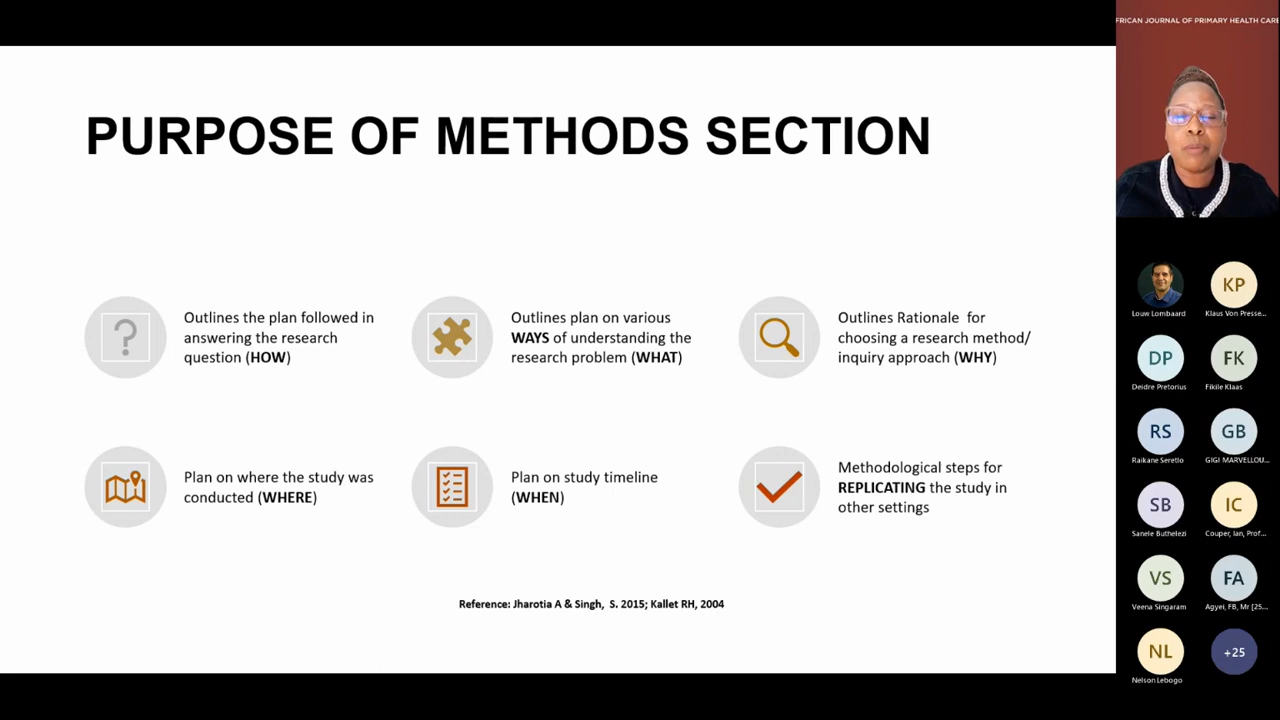 PURPOSE OF METHODS SECTION
Outlines the plan followed in
answering the research
question (HOW)
Outlines plan on various
WAYS of understanding the
research problem (WHAT)
Outlines Rationale for
choosing a research method/
inquiry approach (WHY)
Plan on where the study was
conducted (WHERE)
Plan on study timeline
(WHEN)
Methodological steps for
REPLICATING the study in
other settings
Reference: Jharotia A & Singh, S. 2015; Kallet RH, 2004
FRICAN JOURNAL OF PRIMARY HEALTH CARE
Louw Lombaard
KP
Klaus Von Presse...
DP
Deidre Pretorius
FK
Fikile Klaas
RS
Raikane Seretlo
GB
GIGI MARVELLOU...
SB
Sanele Buthelezi
IC
Couper, Ian, Prof...
VS
Veena Singaram
FA
Agyei, FB, Mr [25...
NL
Nelson Lebogo
+25